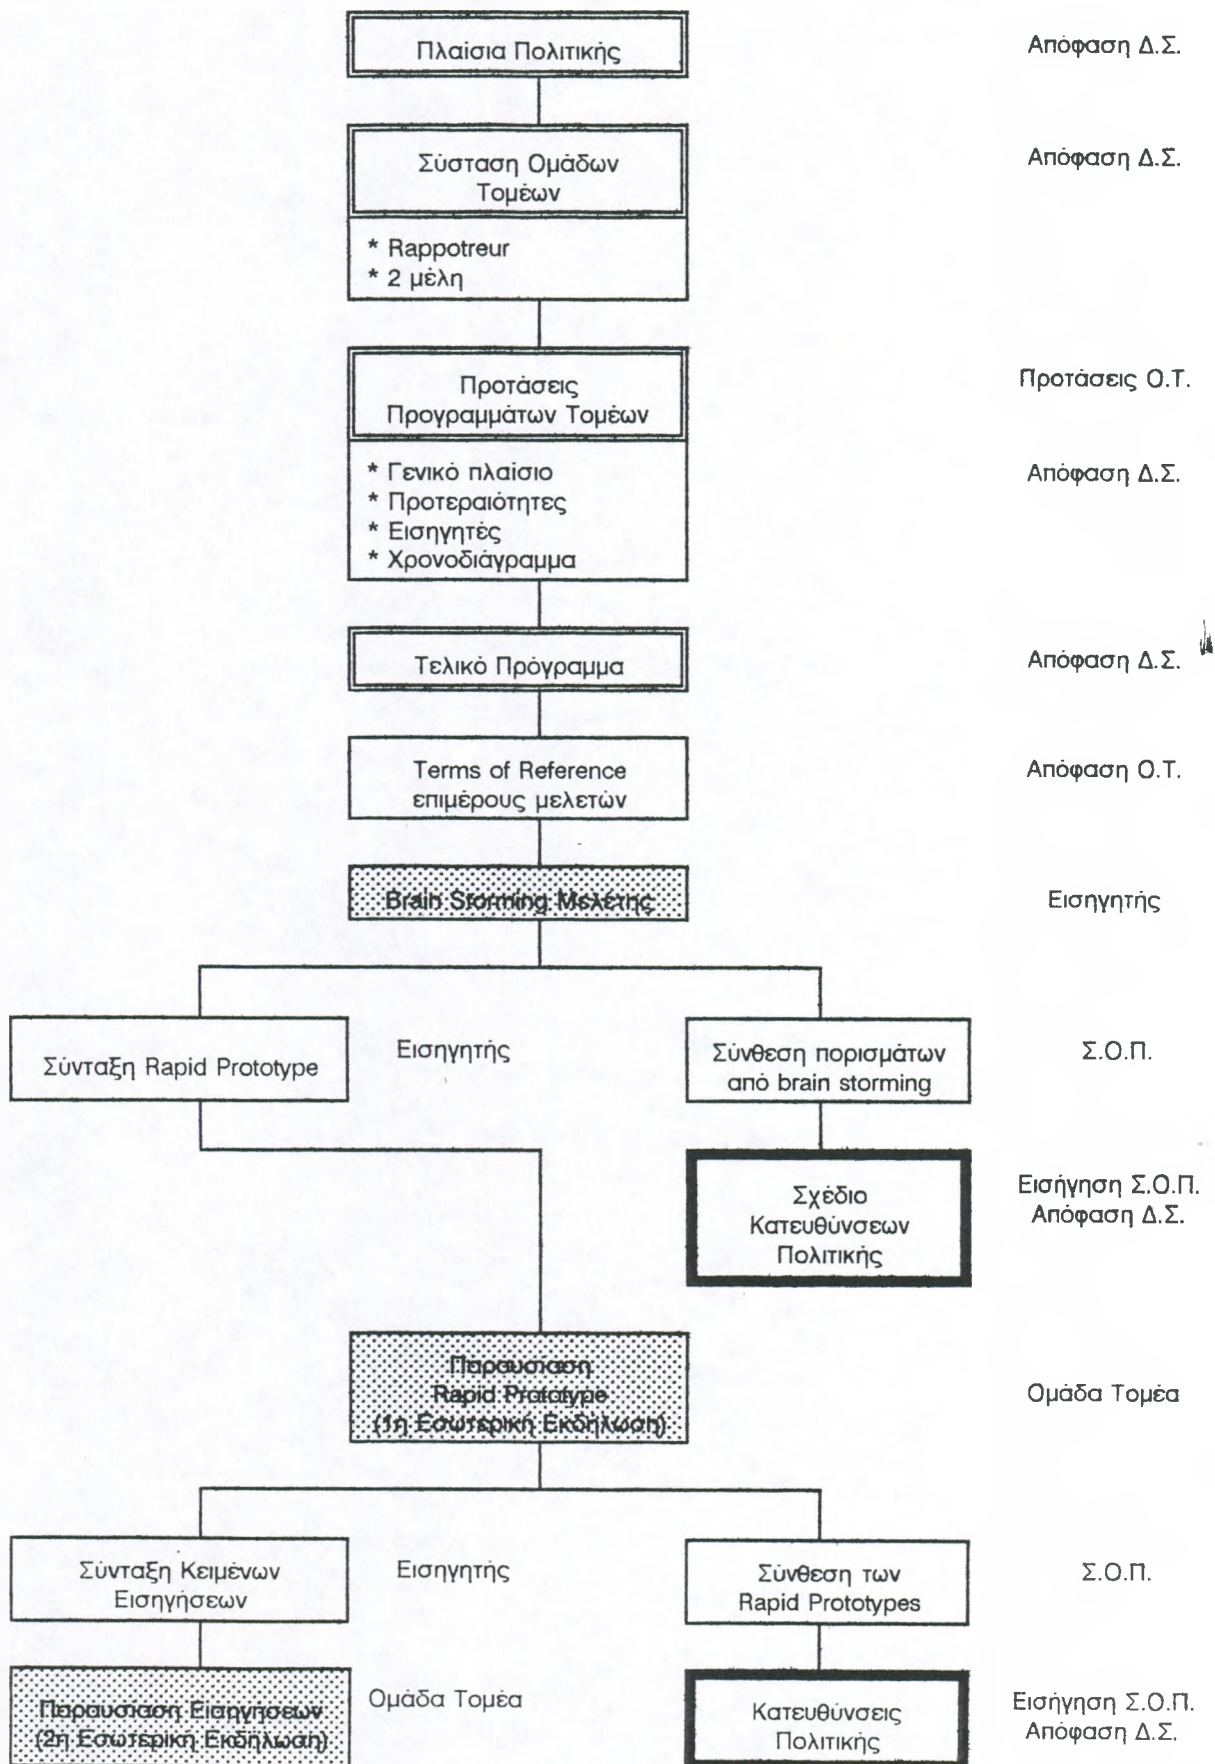 Πλαίσια Πολιτικής
Απόφαση Δ.Σ.
Σύσταση Ομάδων
Τομέων
Απόφαση Δ.Σ.
* Rappotreur
* 2 μέλη
Προτάσεις
Προγραμμάτων Τομέων
Προτάσεις Ο.Τ.
* Γενικό πλαίσιο
* Προτεραιότητες
* Εισηγητές
* Χρονοδιάγραμμα
Απόφαση Δ.Σ.
Τελικό Πρόγραμμα
Απόφαση Δ.Σ.
Terms of Reference
επιμέρους μελετών
Απόφαση Ο.Τ.
Brain Storming Μελέτης
Εισηγητής
Σύνταξη Rapid Prototype
Εισηγητής
Σύνθεση πορισμάτων
από brain storming
Σ.Ο.Π.
Σχέδιο
Κατευθύνσεων
Πολιτικής
Εισήγηση Σ.Ο.Π.
Απόφαση Δ.Σ.
Παρουσίαση
Rapid Prototype
(1η Εσωτερική Εκδήλωση)
Ομάδα Τομέα
Σύνταξη Κειμένων
Εισηγήσεων
Εισηγητής
Σύνθεση των
Rapid Prototypes
Σ.Ο.Π.
Παρουσίαση Εισηγήσεων
(2η Εσωτερική Εκδήλωση)
Ομάδα Τομέα
Κατευθύνσεις
Πολιτικής
Εισήγηση Σ.Ο.Π.
Απόφαση Δ.Σ.